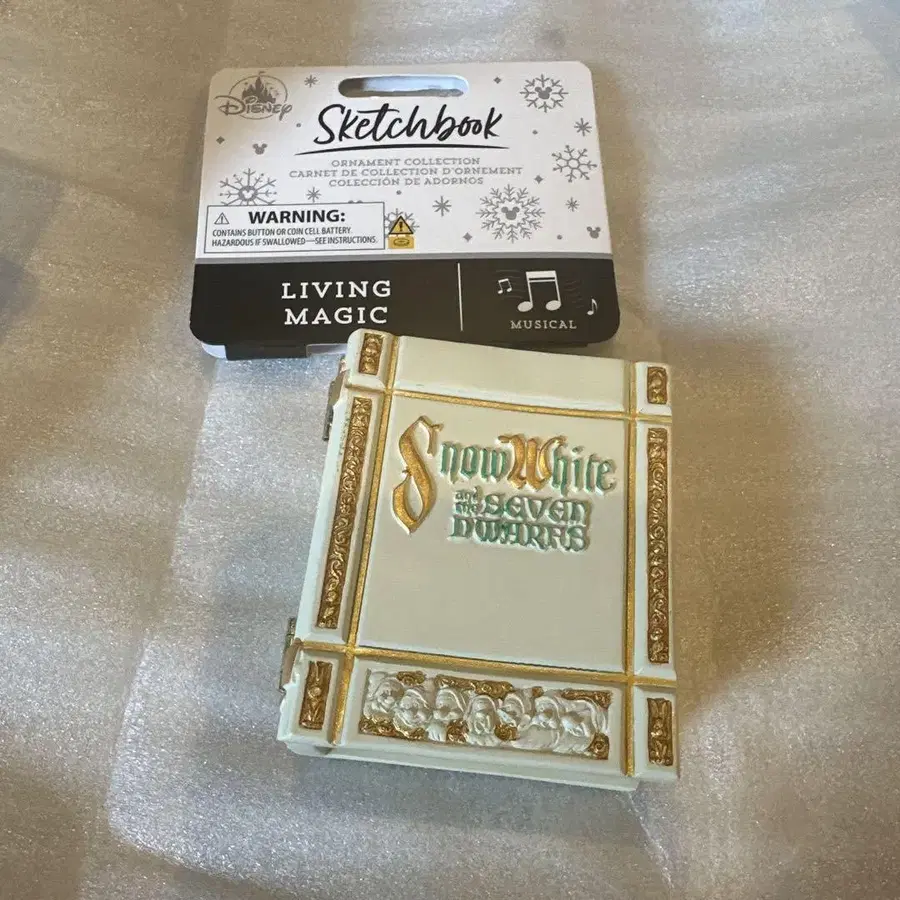 Disney
Sketchbook
ORNAMENT COLLECTION
CARNET DE COLLECTION D'ORNEMENT
COLECCIÓN DE ADORNOS
WARNING:
CONTAINS BUTTON OR COIN CELL BATTERY.
HAZARDOUS IF SWALLOWED—SEE INSTRUCTIONS.
LIVING
MAGIC
MUSICAL
Snow White
and the SEVEN
DWARFS